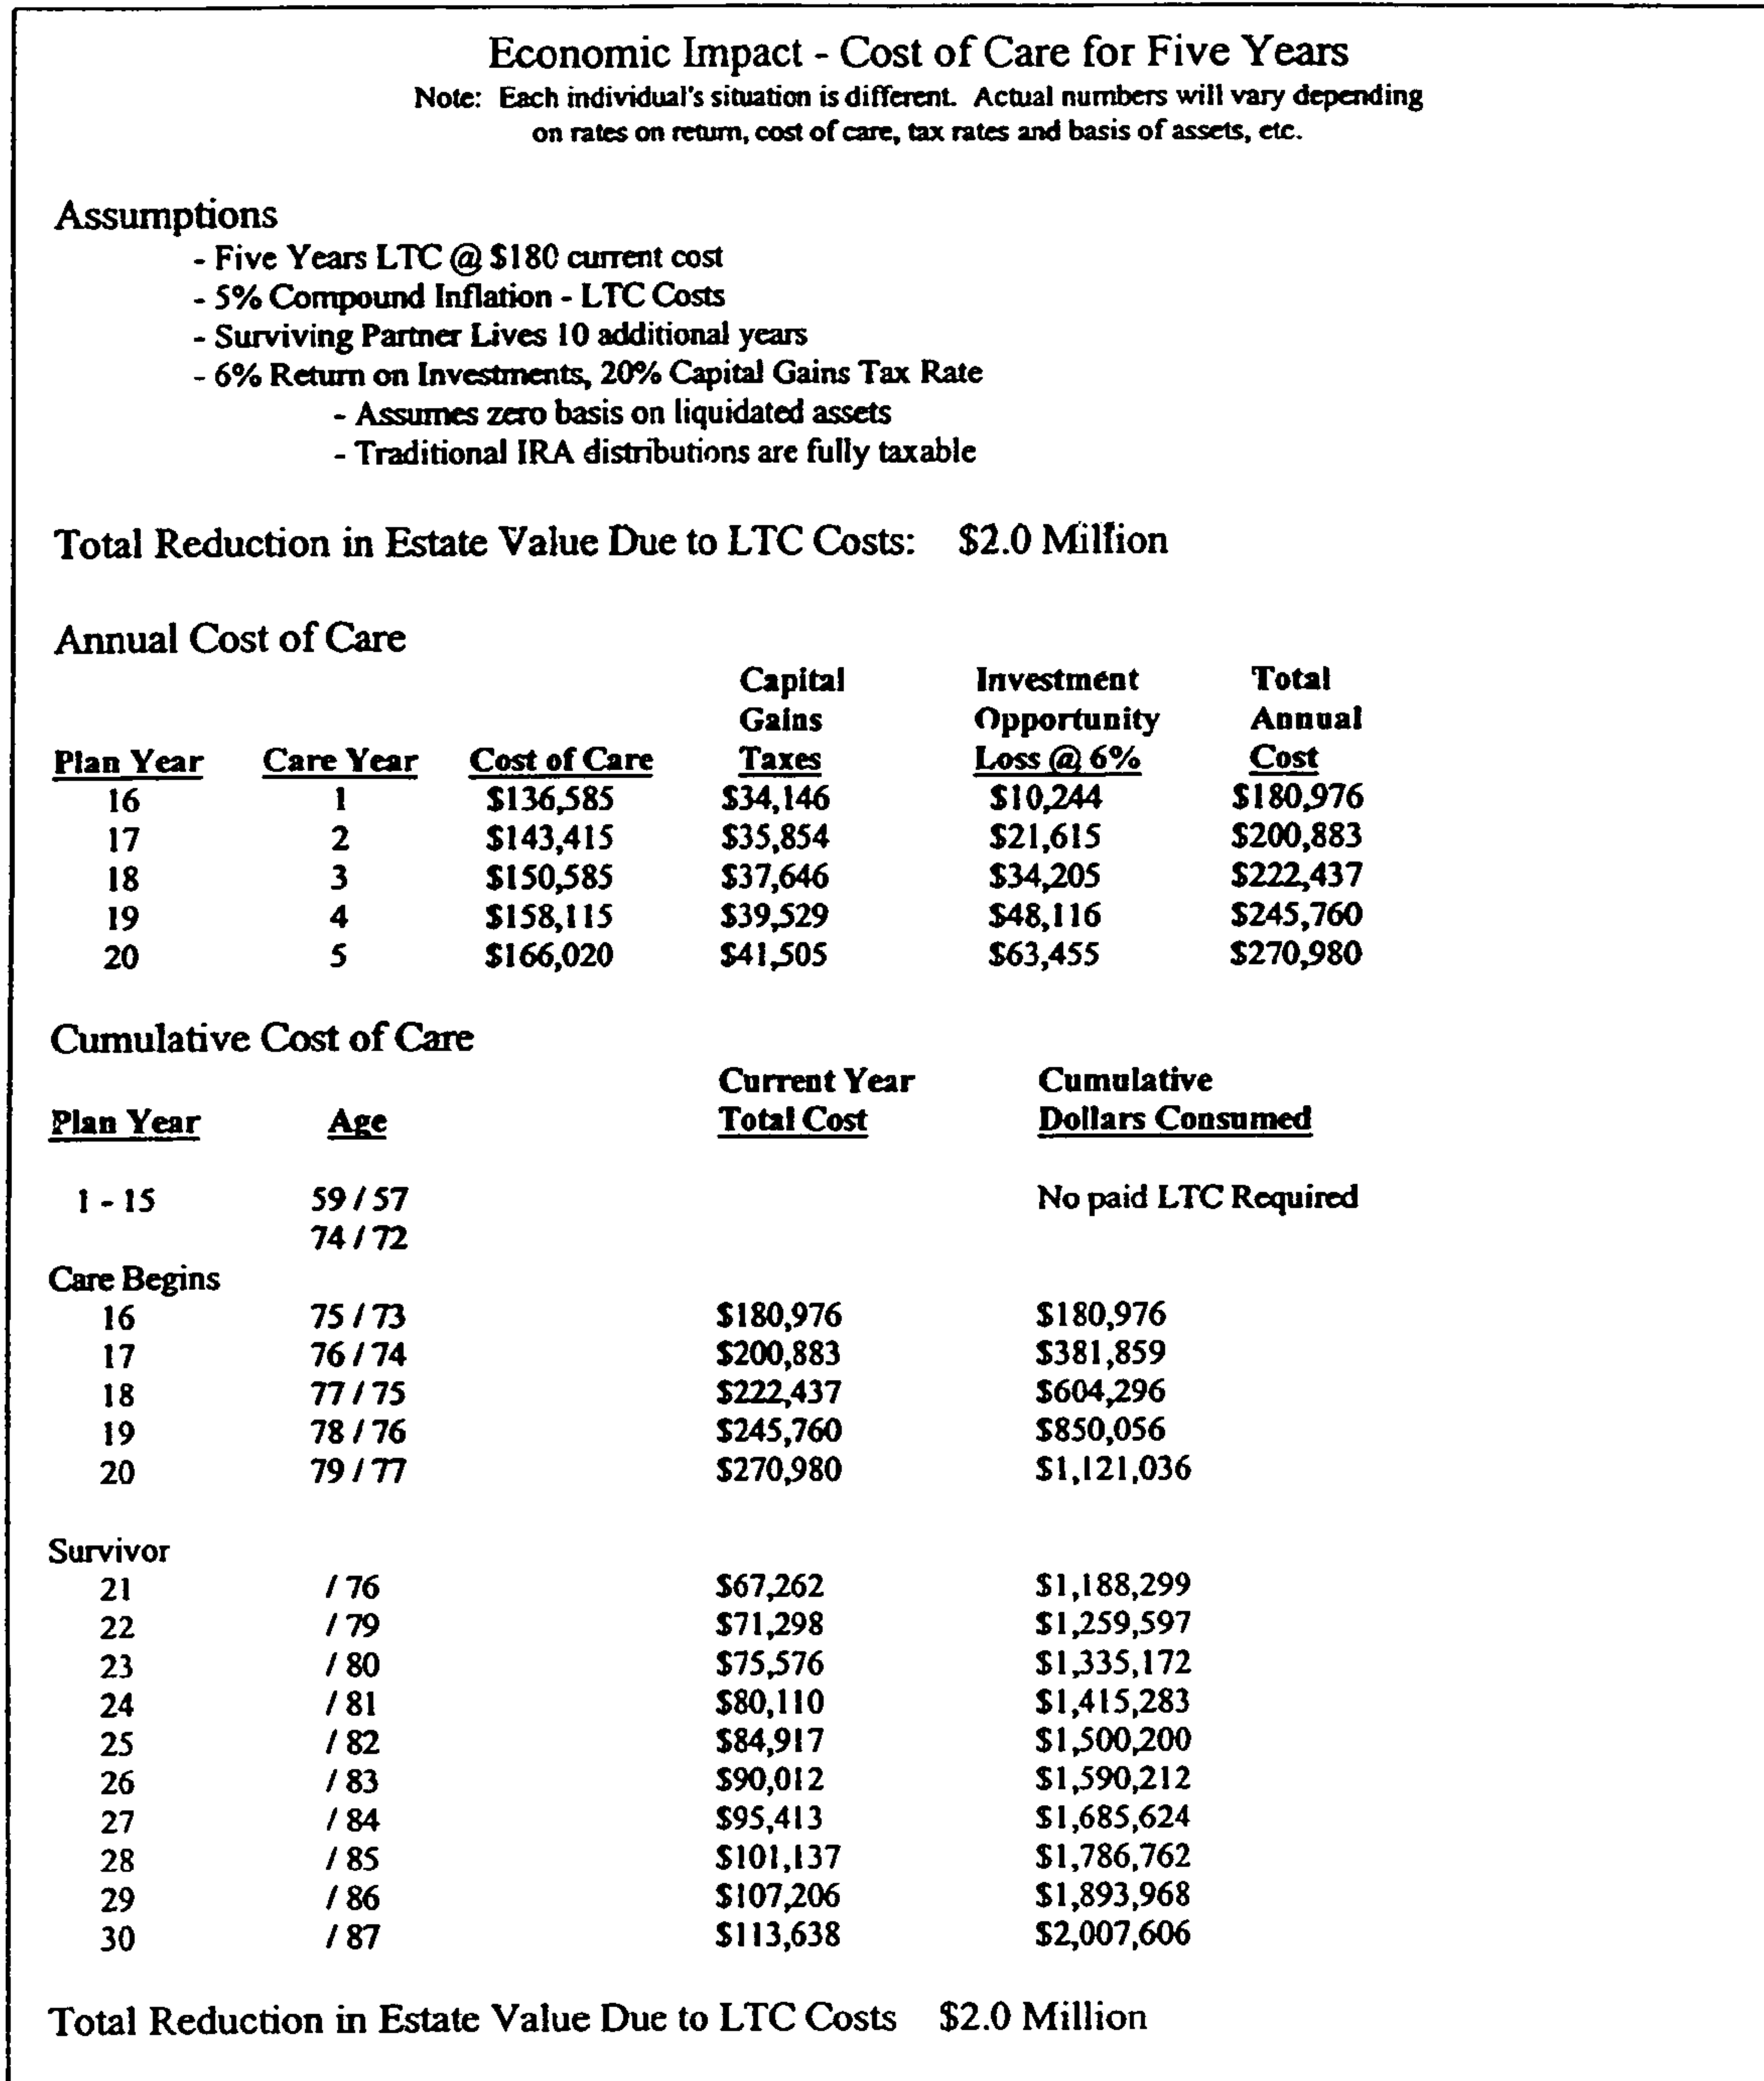 Economic Impact - Cost of Care for Five Years
Note: Each individual's situation is different. Actual numbers will vary depending
on rates on return, cost of care, tax rates and basis of assets, etc.
Assumptions
- Five Years LTC @ $180 current cost
- 5% Compound Inflation - LTC Costs
- Surviving Partner Lives 10 additional years
- 6% Return on Investments, 20% Capital Gains Tax Rate
- Assumes zero basis on liquidated assets
- Traditional IRA distributions are fully taxable
Total Reduction in Estate Value Due to LTC Costs: $2.0 Million
Annual Cost of Care
Capital Investment Total
Gains Opportunity Annual
Plan Year Care Year Cost of Care Taxes Loss @ 6% Cost
16 1 $136,585 $34,146 $10,244 $180,976
17 2 $143,415 $35,854 $21,615 $200,883
18 3 $150,585 $37,646 $34,205 $222,437
19 4 $158,115 $39,529 $48,116 $245,760
20 5 $166,020 $41,505 $63,455 $270,980
Cumulative Cost of Care
Current Year Cumulative
Plan Year Age Total Cost Dollars Consumed
1 - 15 59 / 57 No paid LTC Required
74 / 72
Care Begins
16 75 / 73 $180,976 $180,976
17 76 / 74 $200,883 $381,859
18 77 / 75 $222,437 $604,296
19 78 / 76 $245,760 $850,056
20 79 / 77 $270,980 $1,121,036
Survivor
21 / 76 $67,262 $1,188,299
22 / 79 $71,298 $1,259,597
23 / 80 $75,576 $1,335,172
24 / 81 $80,110 $1,415,283
25 / 82 $84,917 $1,500,200
26 / 83 $90,012 $1,590,212
27 / 84 $95,413 $1,685,624
28 / 85 $101,137 $1,786,762
29 / 86 $107,206 $1,893,968
30 / 87 $113,638 $2,007,606
Total Reduction in Estate Value Due to LTC Costs $2.0 Million